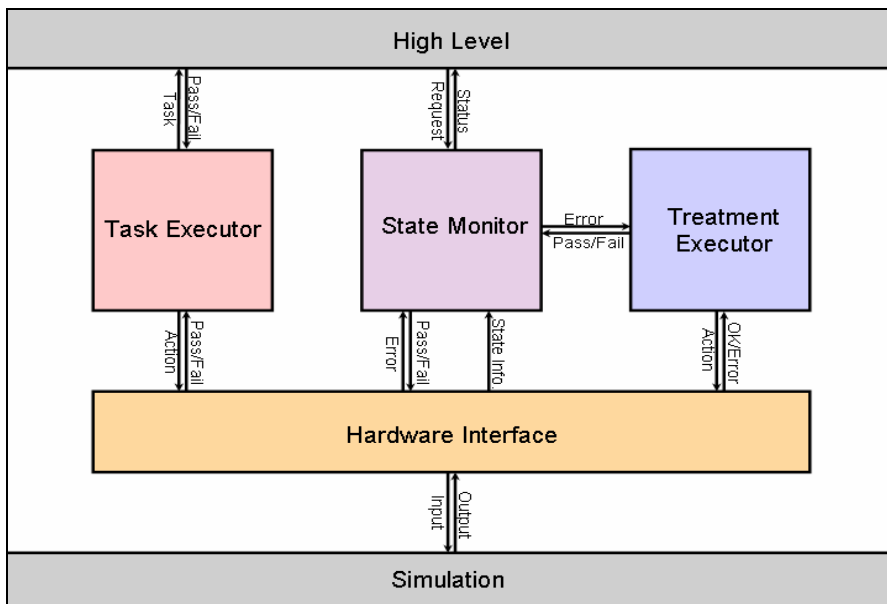 High Level
Task
Pass/Fail
Request
Status
Task Executor
State Monitor
Error
Pass/Fail
Treatment
Executor
Action
Pass/Fail
Error
Pass/Fail
State Info.
Action
OK/Error
Hardware Interface
Input
Output
Simulation